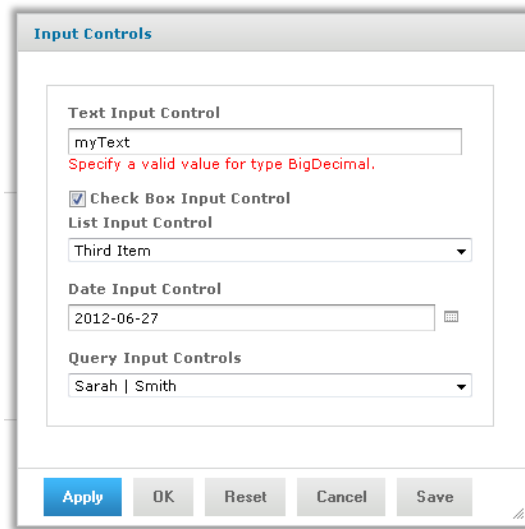 Input Controls
Text Input Control
myText
Specify a valid value for type BigDecimal.
Check Box Input Control
List Input Control
Third Item
Date Input Control
2012-06-27
Query Input Controls
Sarah | Smith
Apply OK Reset Cancel Save